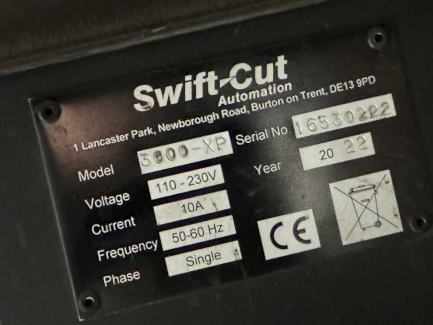 Swift-Cut
Automation
1 Lancaster Park, Newborough Road, Burton on Trent, DE13 9PD
Model 3000-XP Serial No 16530222
Voltage 110 - 230V Year 20 22
Current 10A
Frequency 50-60 Hz
Phase Single
CE